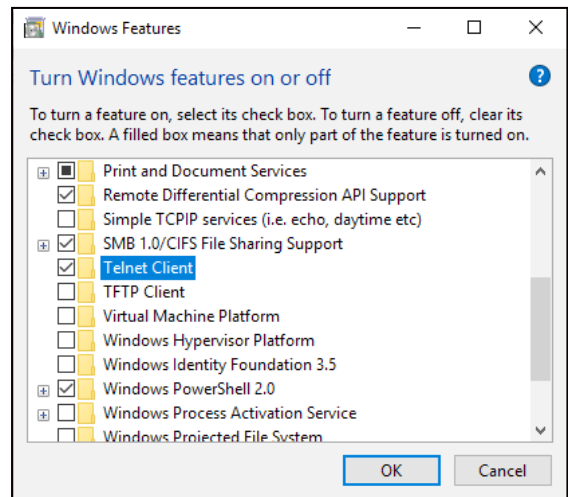 Windows Features
Turn Windows features on or off
?
To turn a feature on, select its check box. To turn a feature off, clear its
check box. A filled box means that only part of the feature is turned on.
Print and Document Services
Remote Differential Compression API Support
Simple TCPIP services (i.e. echo, daytime etc)
SMB 1.0/CIFS File Sharing Support
Telnet Client
TFTP Client
Virtual Machine Platform
Windows Hypervisor Platform
Windows Identity Foundation 3.5
Windows PowerShell 2.0
Windows Process Activation Service
Windows Projected File System
OK Cancel